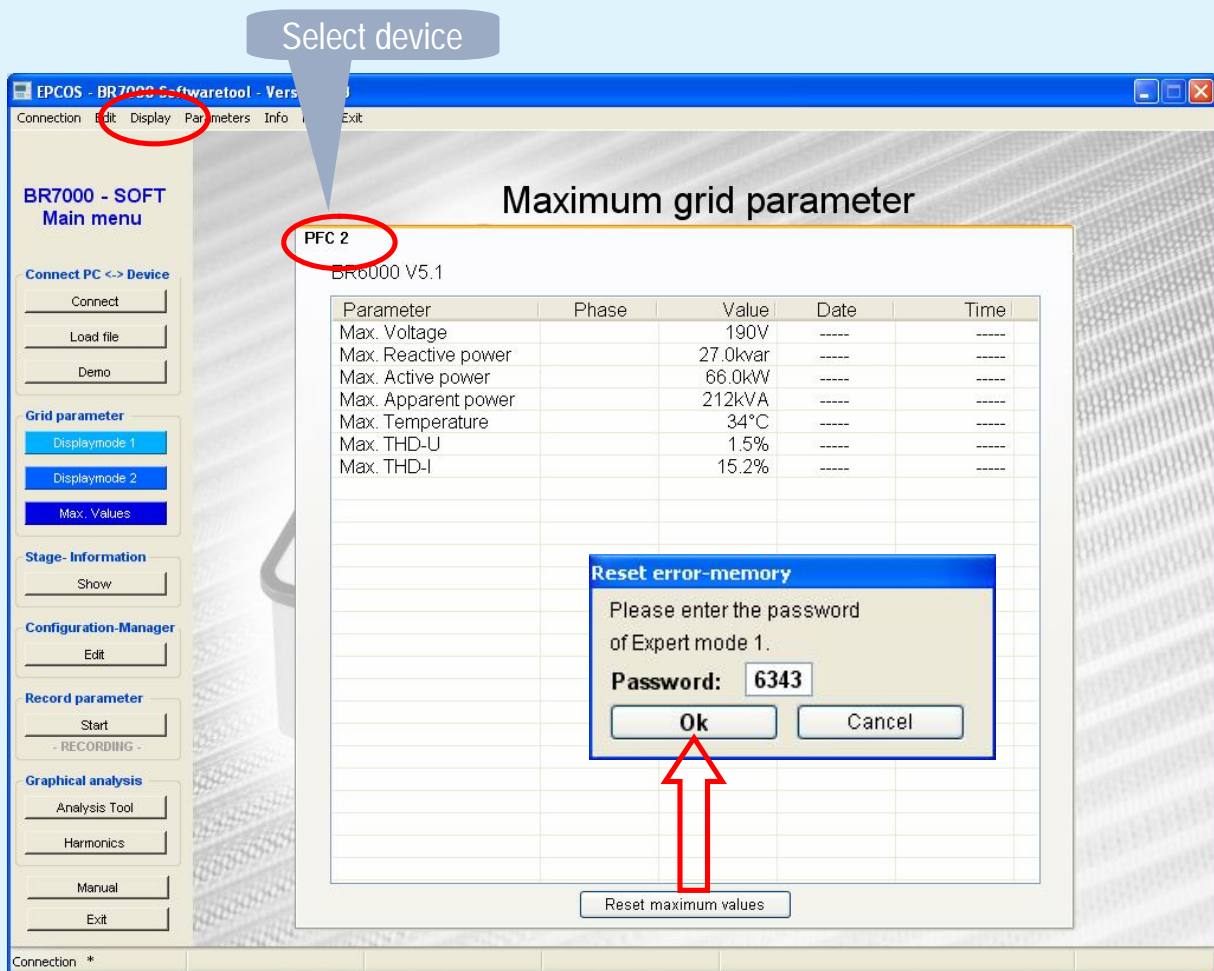 Select device
EPCOS - BR7000 Softwaretool - Vers
Connection Edit Display Parameters Info Exit
BR7000 - SOFT
Main menu
Connect PC <-> Device
Connect
Load file
Demo
Grid parameter
Displaymode 1
Displaymode 2
Max. Values
Stage- Information
Show
Configuration-Manager
Edit
Record parameter
Start
- RECORDING -
Graphical analysis
Analysis Tool
Harmonics
Manual
Exit
Maximum grid parameter
PFC 2
BR6000 V5.1
Parameter Phase Value Date Time
Max. Voltage 190V ----- -----
Max. Reactive power 27.0kvar ----- -----
Max. Active power 66.0kW ----- -----
Max. Apparent power 212kVA ----- -----
Max. Temperature 34°C ----- -----
Max. THD-U 1.5% ----- -----
Max. THD-I 15.2% ----- -----
Reset error-memory
Please enter the password
of Expert mode 1.
Password: 6343
Ok Cancel
Reset maximum values
Connection *